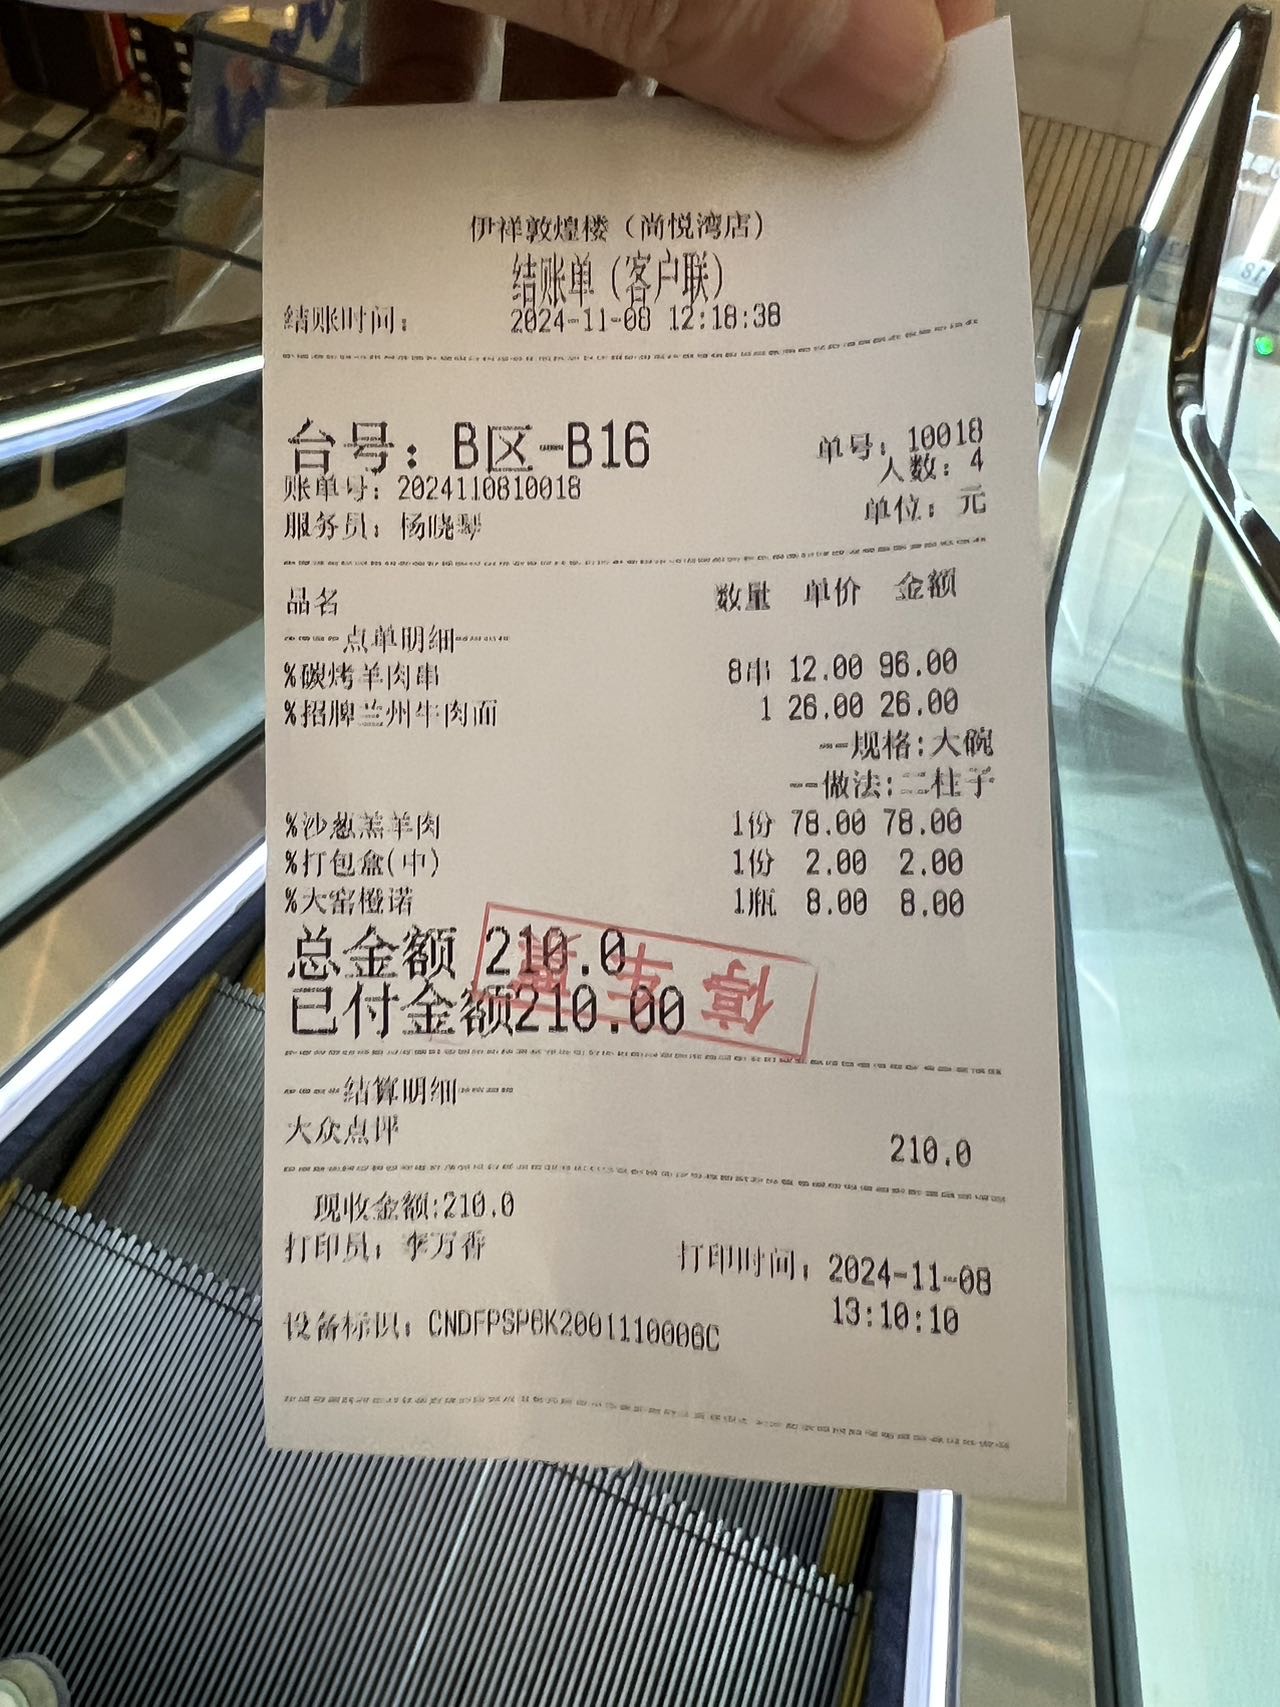 伊祥敦煌楼（尚悦湾店）
结账单（客户联）
结账时间： 2024-11-08 12:18:38
台号：B区-B16 单号：10018
人数：4
账单号：2024110810018
单位：元
服务员：杨晓琴
品名 数量 单价 金额
----点单明细----
%碳烤羊肉串 8串 12.00 96.00
%招牌兰州牛肉面 1 26.00 26.00
--规格:大碗
--做法:二柱子
%沙葱羔羊肉 1份 78.00 78.00
%打包盒(中) 1份 2.00 2.00
%大窑橙诺 1瓶 8.00 8.00
总金额 210.0
已付金额210.00
停车
----结算明细----
大众点评 210.0
现收金额:210.0
打印员：李万香 打印时间：2024-11-08
13:10:10
设备标识：